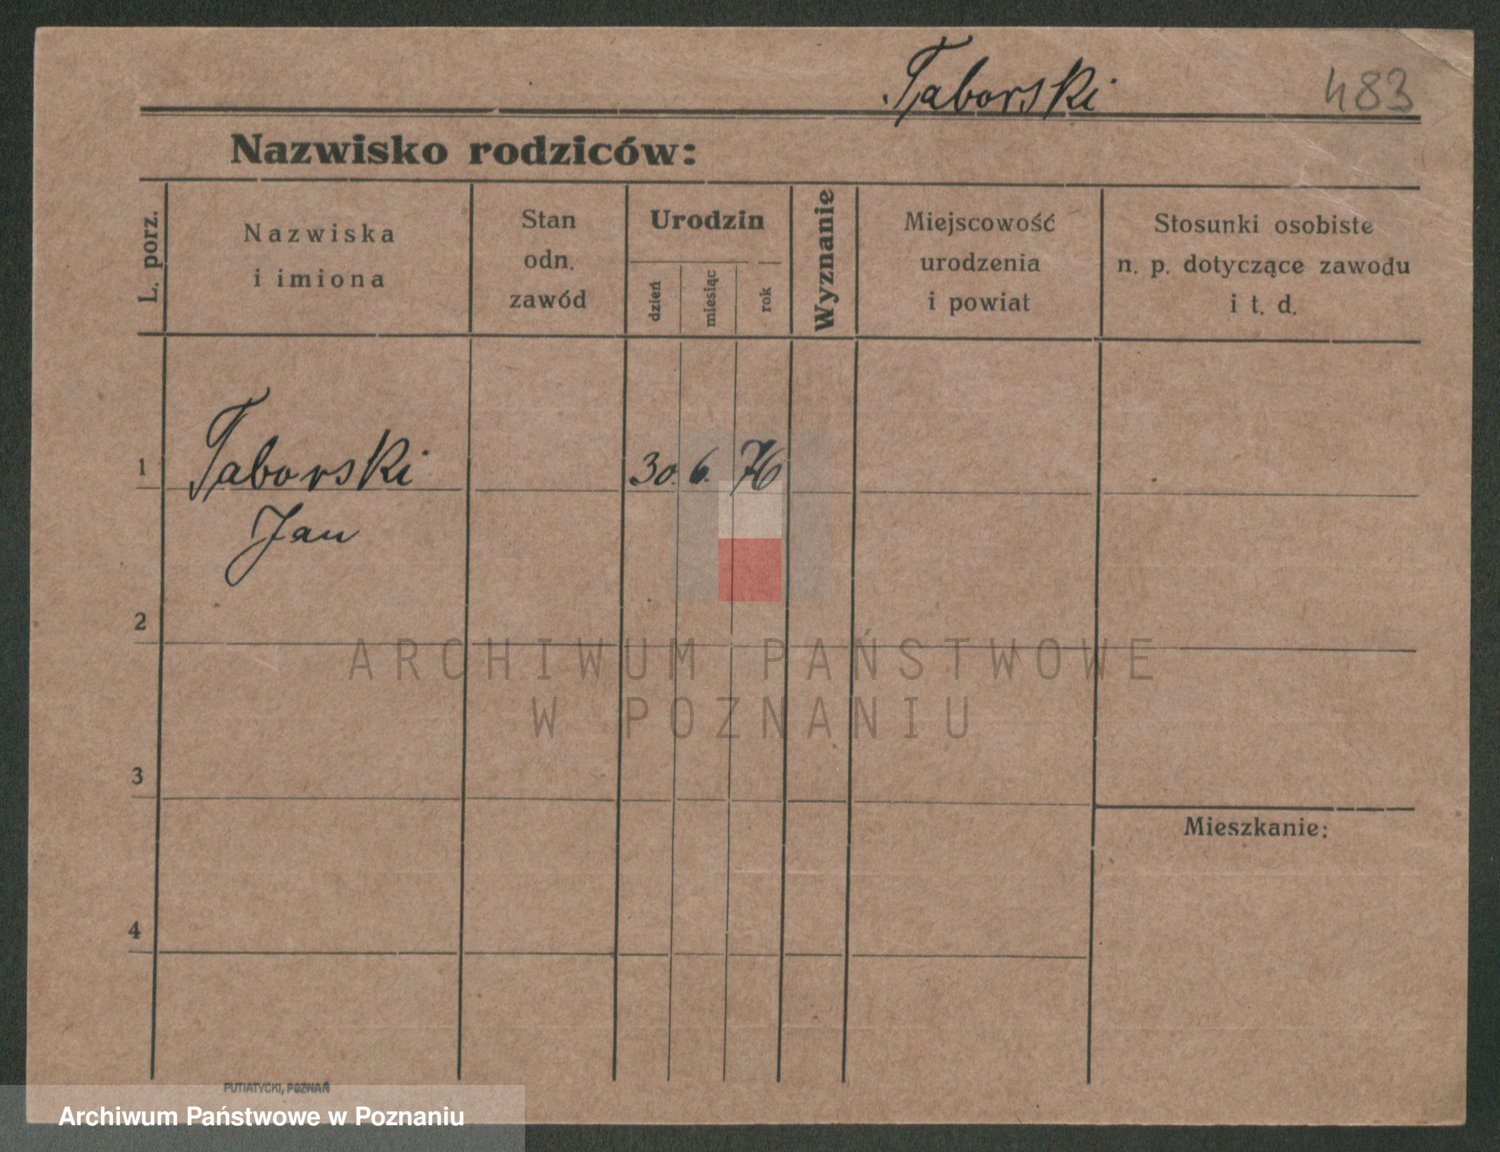 Taborski 483
Nazwisko rodziców:
L. porz.
Nazwiska
i imiona
Stan
odn.
zawód
Urodzin
dzień
miesiąc
rok
Wyznanie
Miejscowość
urodzenia
i powiat
Stosunki osobiste
n. p. dotyczące zawodu
i t. d.
1 Taborski 30. 6. 76
Jan
2
ARCHIWUM PAŃSTWOWE
W POZNANIU
3
Mieszkanie:
4
PUTIATYCKI, POZNAŃ
Archiwum Państwowe w Poznaniu